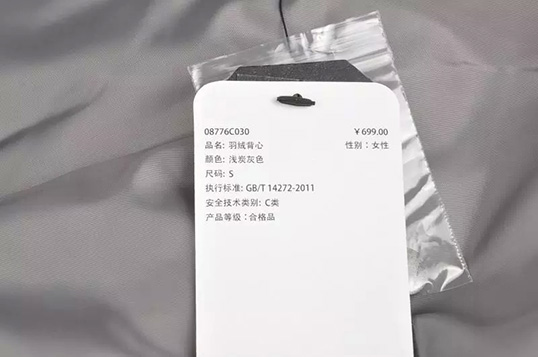 08776C030 ￥699.00
品名: 羽绒背心 性别: 女性
颜色: 浅炭灰色
尺码: S
执行标准: GB/T 14272-2011
安全技术类别: C类
产品等级: 合格品